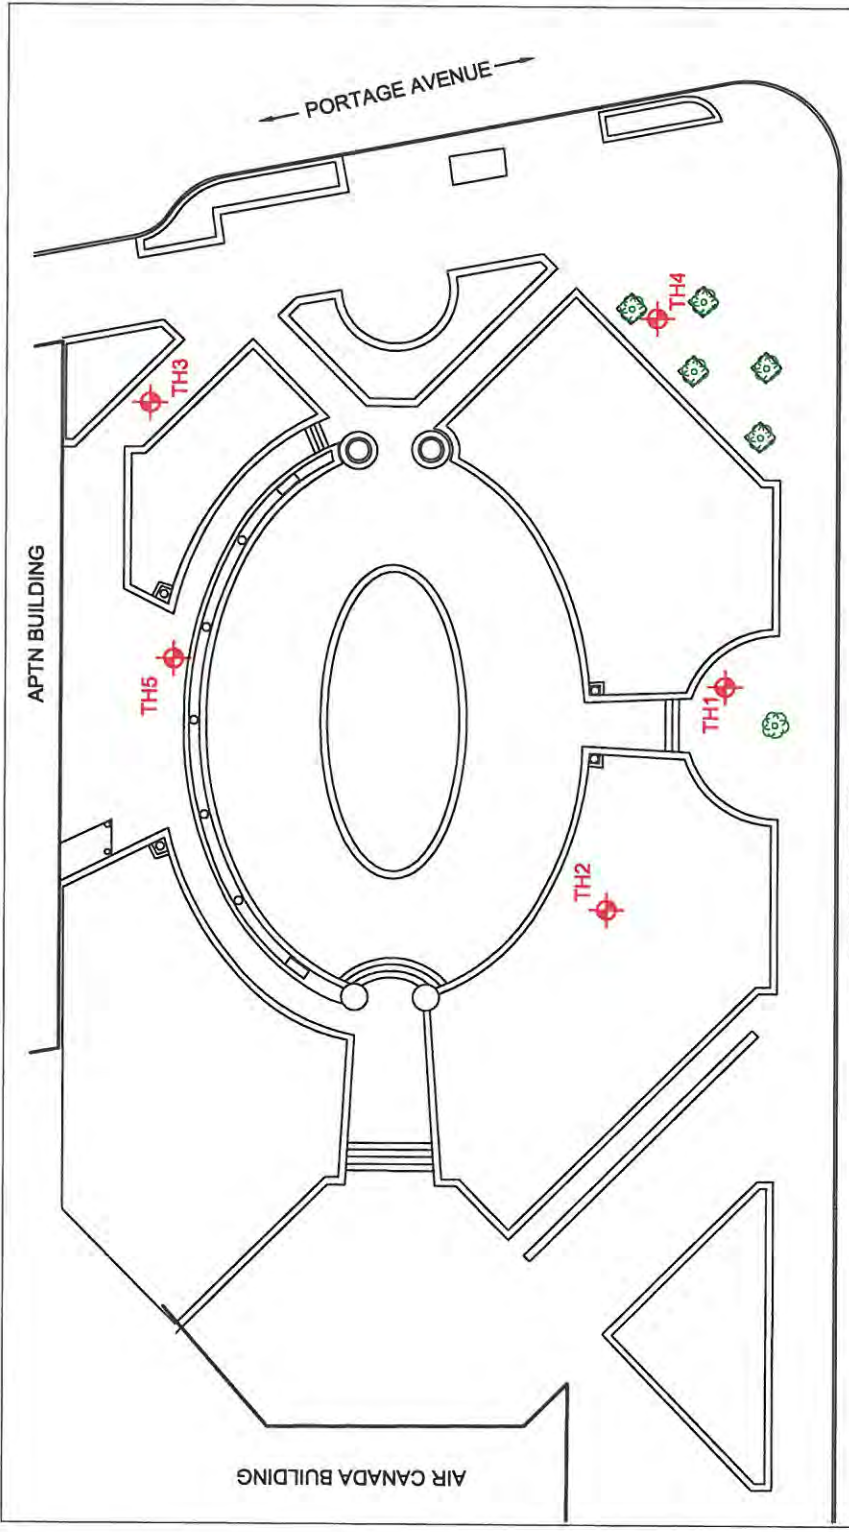 PORTAGE AVENUE
TH4
TH3
APTN BUILDING
TH5
TH1
TH2
AIR CANADA BUILDING